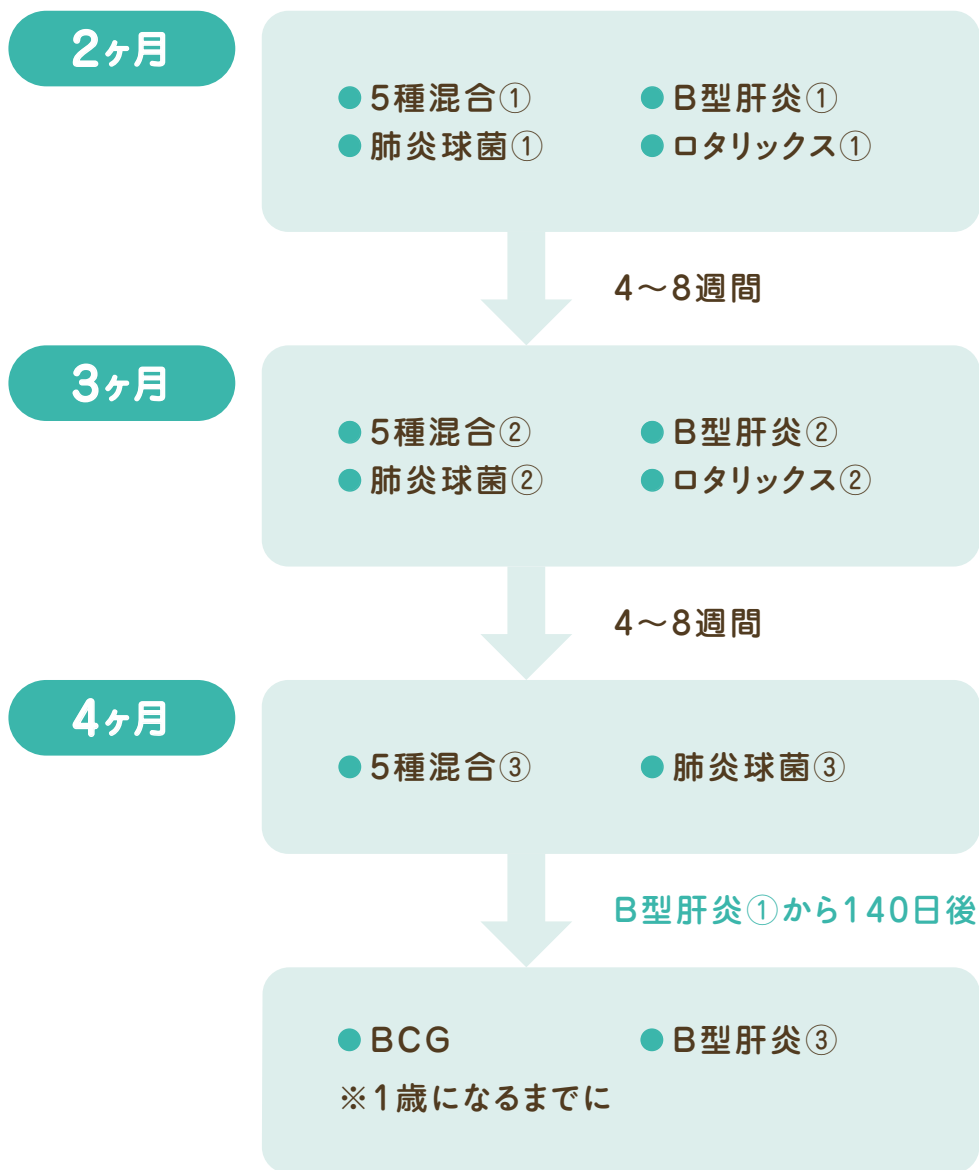 2ヶ月
●5種混合① ●B型肝炎①
●肺炎球菌① ●ロタリックス①
4〜8週間
3ヶ月
●5種混合② ●B型肝炎②
●肺炎球菌② ●ロタリックス②
4〜8週間
4ヶ月
●5種混合③ ●肺炎球菌③
B型肝炎①から140日後
●BCG ●B型肝炎③
※1歳になるまでに